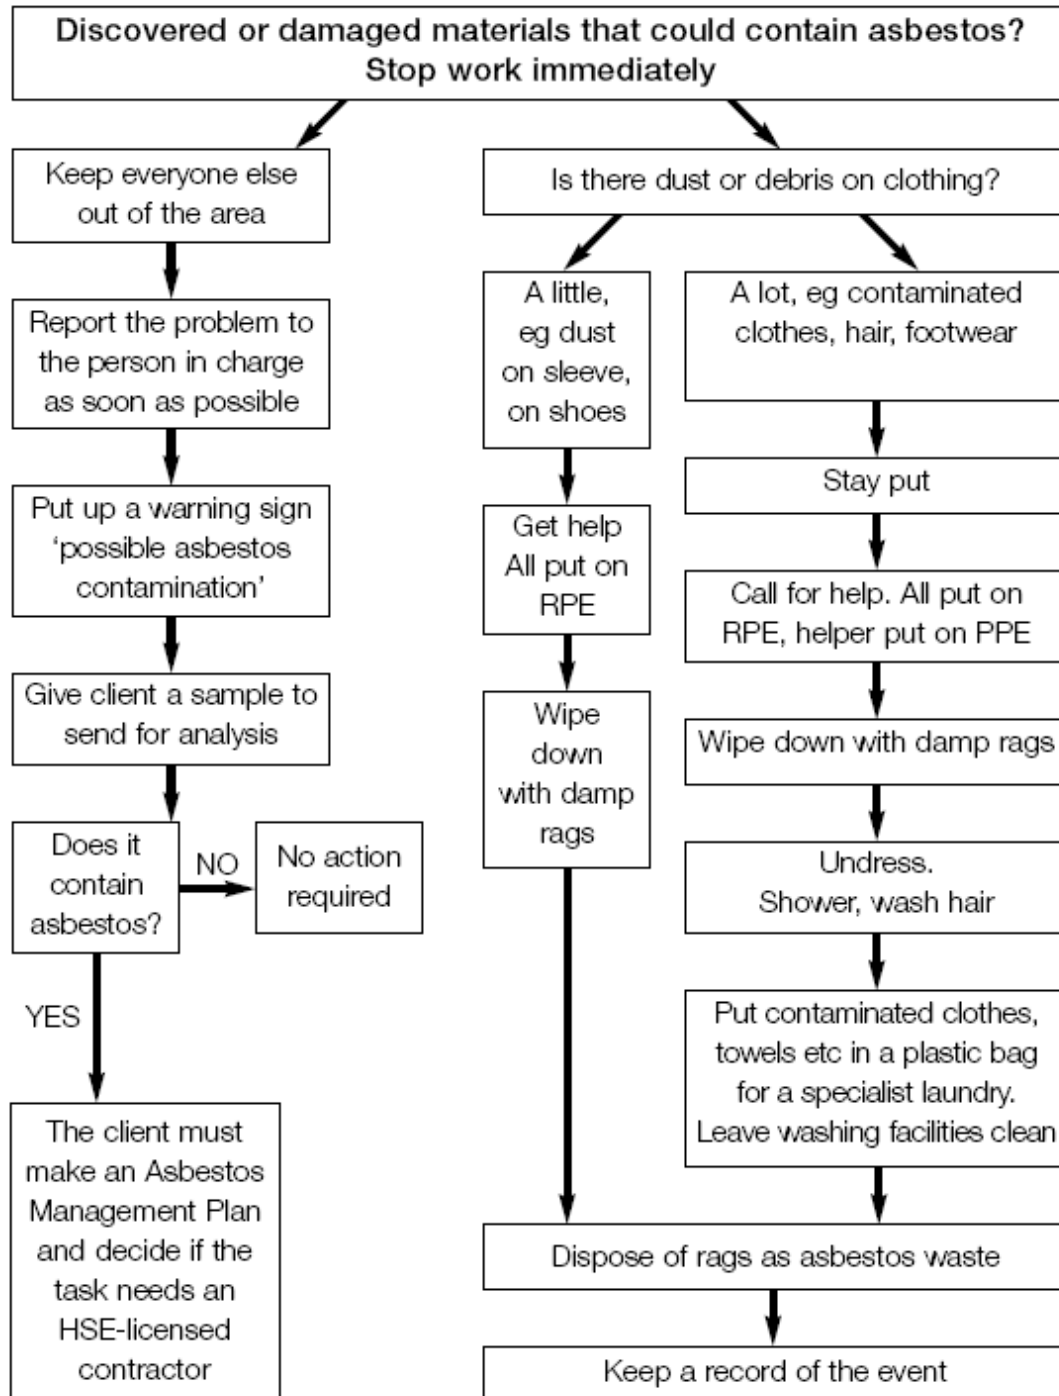 Discovered or damaged materials that could contain asbestos?
Stop work immediately
Keep everyone else
out of the area
Report the problem to
the person in charge
as soon as possible
Put up a warning sign
‘possible asbestos
contamination’
Give client a sample to
send for analysis
Does it
contain
asbestos?
NO
No action
required
YES
The client must
make an Asbestos
Management Plan
and decide if the
task needs an
HSE-licensed
contractor
Is there dust or debris on clothing?
A little,
eg dust
on sleeve,
on shoes
Get help
All put on
RPE
Wipe
down
with damp
rags
A lot, eg contaminated
clothes, hair, footwear
Stay put
Call for help. All put on
RPE, helper put on PPE
Wipe down with damp rags
Undress.
Shower, wash hair
Put contaminated clothes,
towels etc in a plastic bag
for a specialist laundry.
Leave washing facilities clean
Dispose of rags as asbestos waste
Keep a record of the event